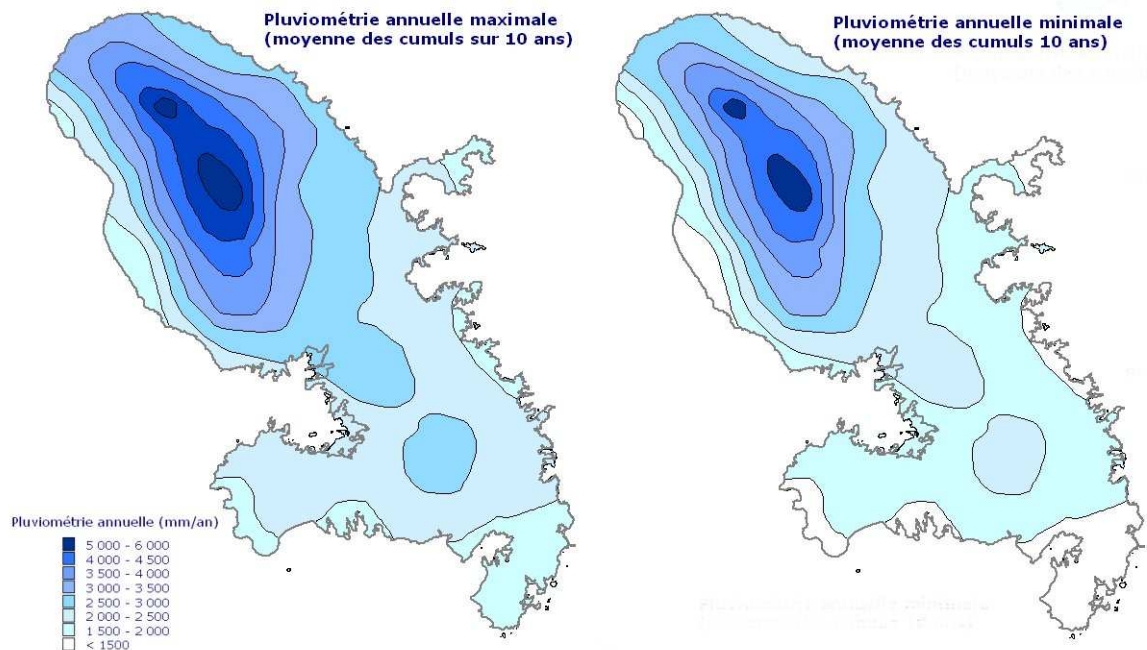 Pluviométrie annuelle maximale
(moyenne des cumuls sur 10 ans)
Pluviométrie annuelle minimale
(moyenne des cumuls 10 ans)
Pluviométrie annuelle (mm/an)
5 000 - 6 000
4 000 - 4 500
3 500 - 4 000
3 000 - 3 500
2 500 - 3 000
2 000 - 2 500
1 500 - 2 000
< 1500